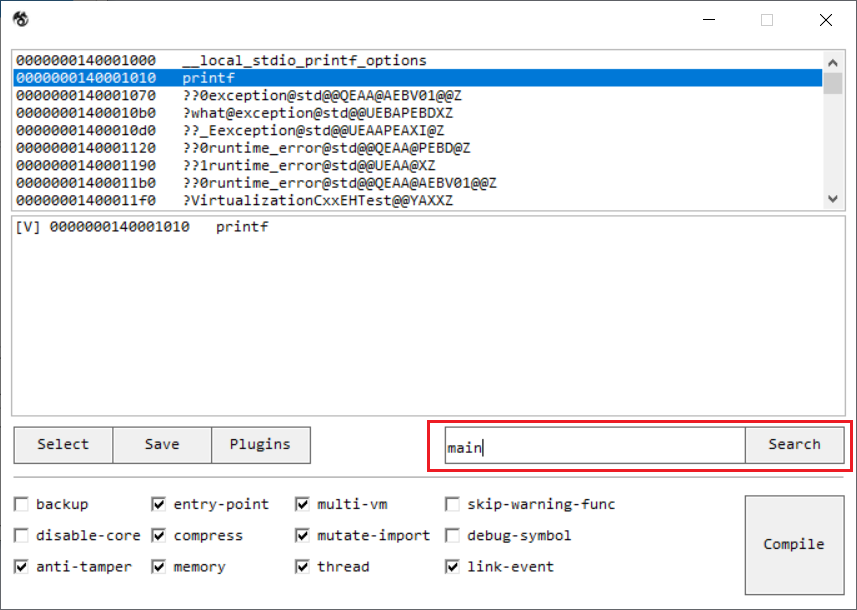 0000000140001000 __local_stdio_printf_options
0000000140001010 printf
0000000140001070 ??0exception@std@@QEAA@AEBV01@@Z
00000001400010b0 ?what@exception@std@@UEBAPEBDXZ
00000001400010d0 ??_Eexception@std@@UEAAPEAXI@Z
0000000140001120 ??0runtime_error@std@@QEAA@PEBD@Z
0000000140001190 ??1runtime_error@std@@UEAA@XZ
00000001400011b0 ??0runtime_error@std@@QEAA@AEBV01@@Z
00000001400011f0 ?VirtualizationCxxEHTest@@YAXXZ
[V] 0000000140001010 printf
Select Save Plugins main Search
backup entry-point multi-vm skip-warning-func
disable-core compress mutate-import debug-symbol
anti-tamper memory thread link-event
Compile